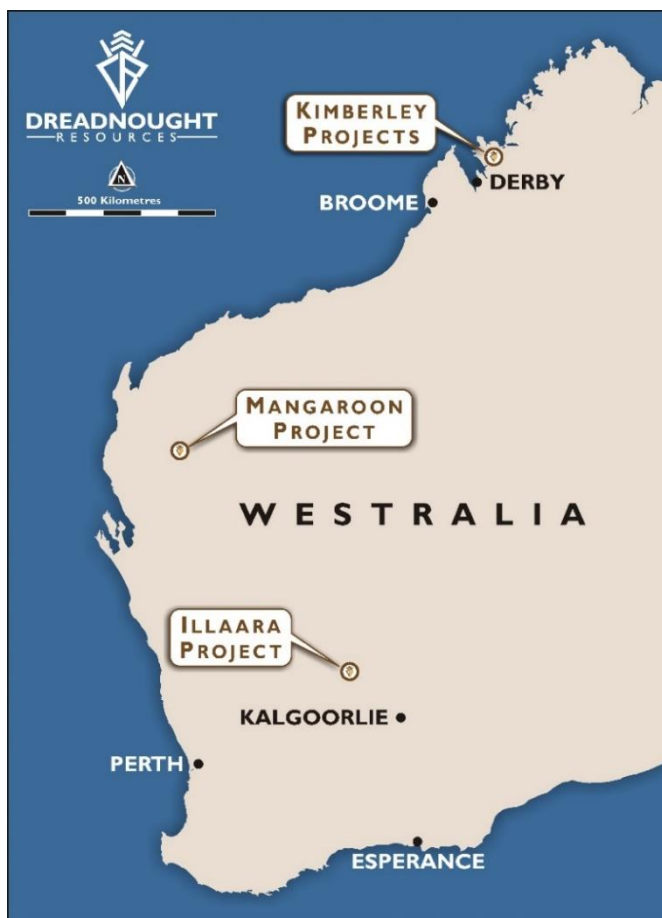 DREADNOUGHT
RESOURCES
N
500 Kilometres
KIMBERLEY
PROJECTS
DERBY
BROOME
MANGAROON
PROJECT
WESTRALIA
ILLAARA
PROJECT
KALGOORLIE
PERTH
ESPERANCE